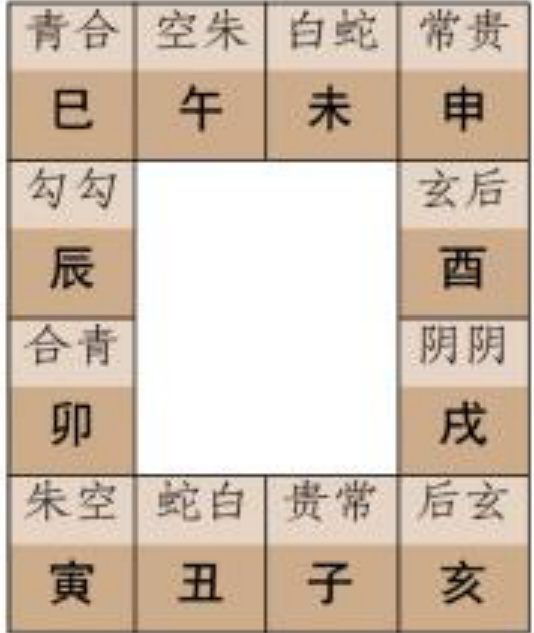 青合 空朱 白蛇 常贵
巳 午 未 申
勾勾 玄后
辰 酉
合青 阴阴
卯 戌
朱空 蛇白 贵常 后玄
寅 丑 子 亥